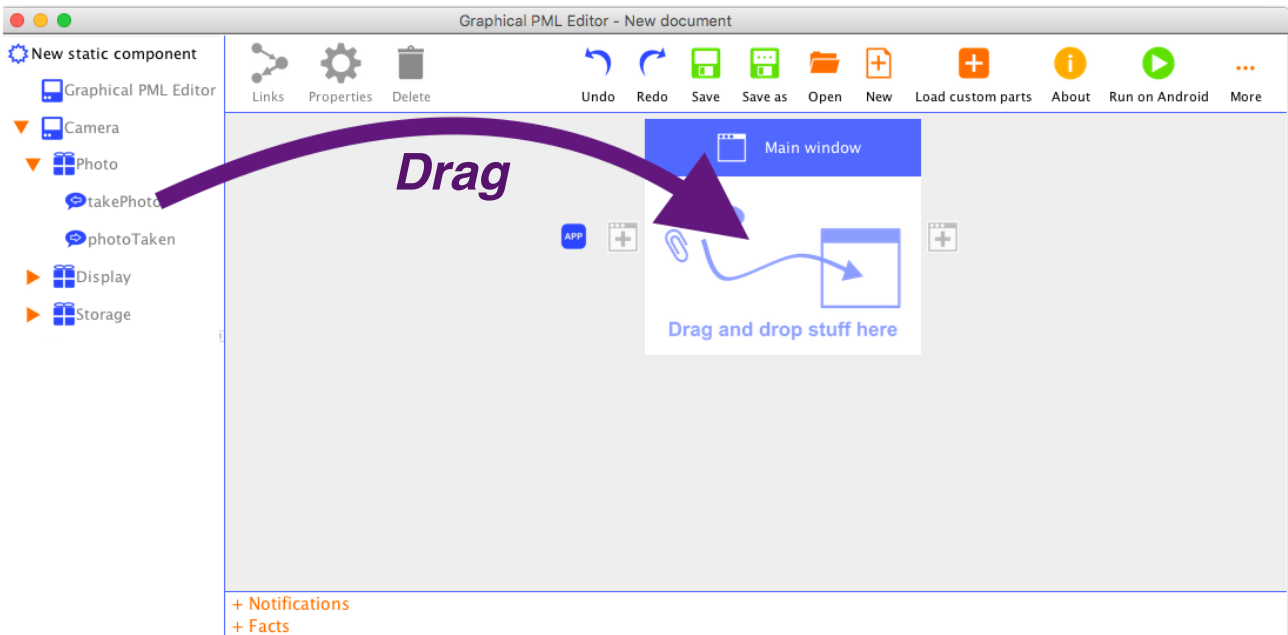 Graphical PML Editor - New document
New static component
Graphical PML Editor
Camera
Photo
takePhoto
photoTaken
Display
Storage
Links Properties Delete Undo Redo Save Save as Open New Load custom parts About Run on Android More
Main window
Drag
APP
Drag and drop stuff here
+ Notifications
+ Facts